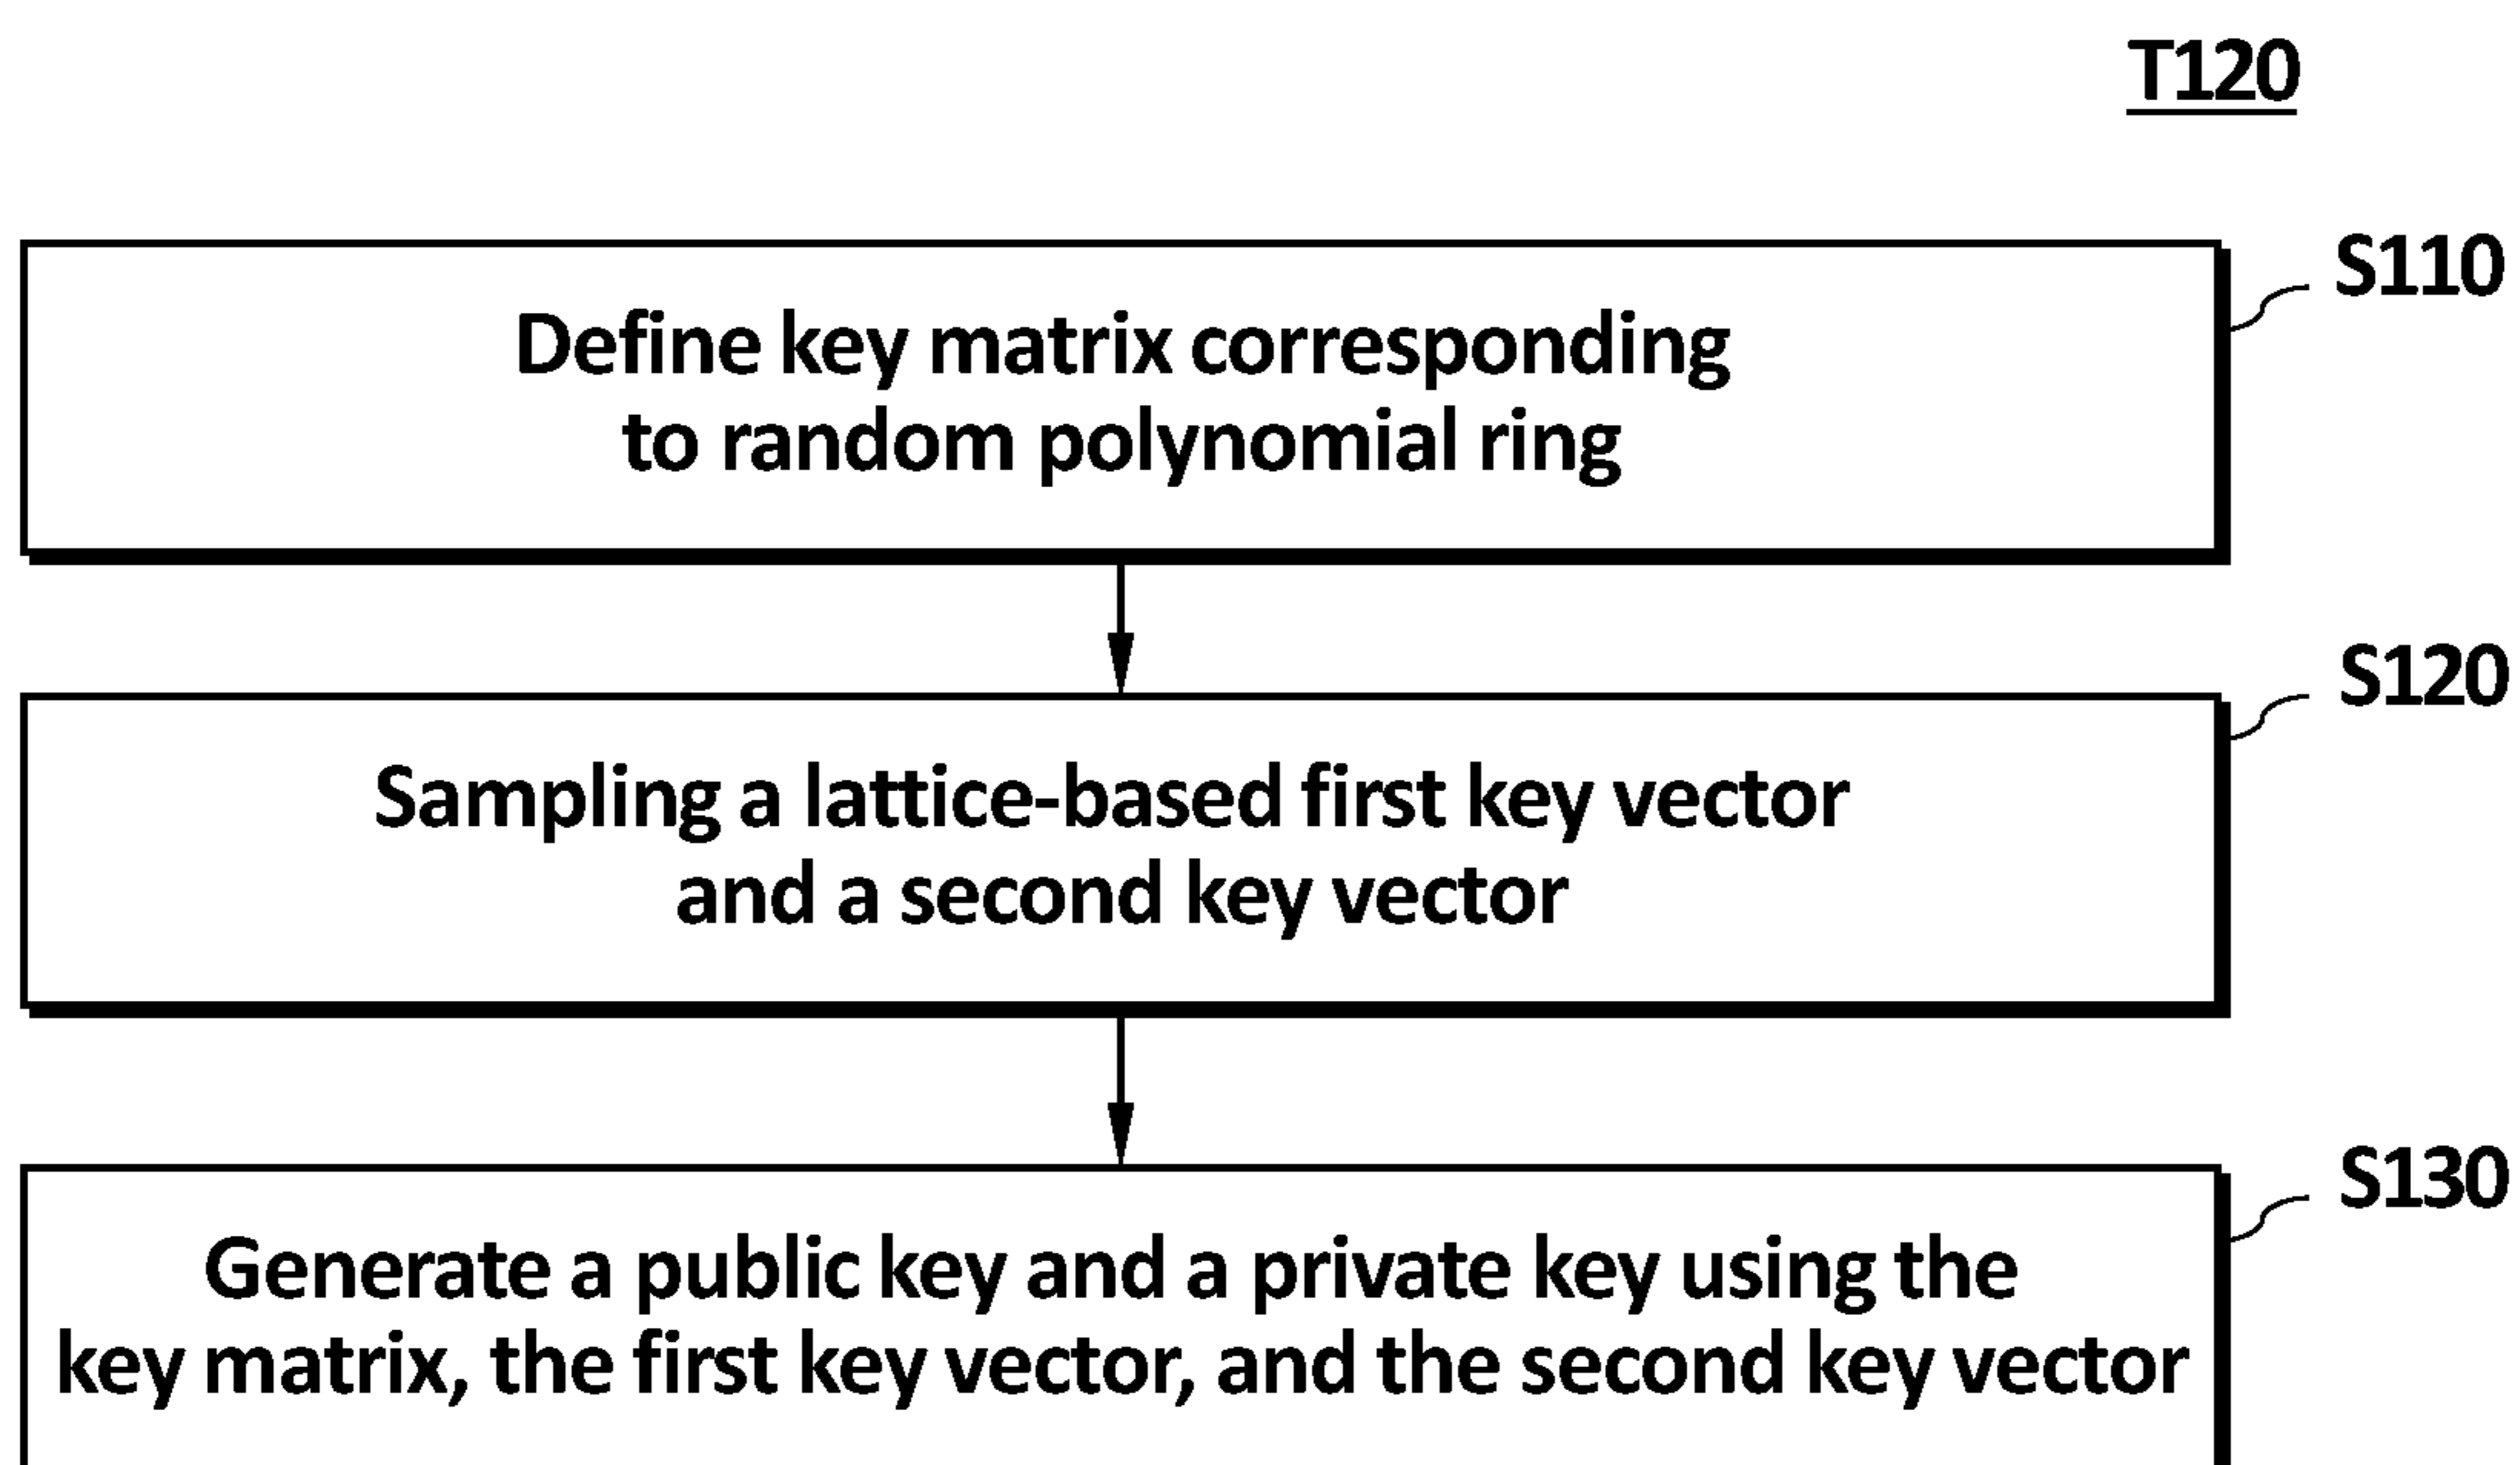 T120
S110
Define key matrix corresponding
to random polynomial ring
S120
Sampling a lattice-based first key vector
and a second key vector
S130
Generate a public key and a private key using the
key matrix, the first key vector, and the second key vector